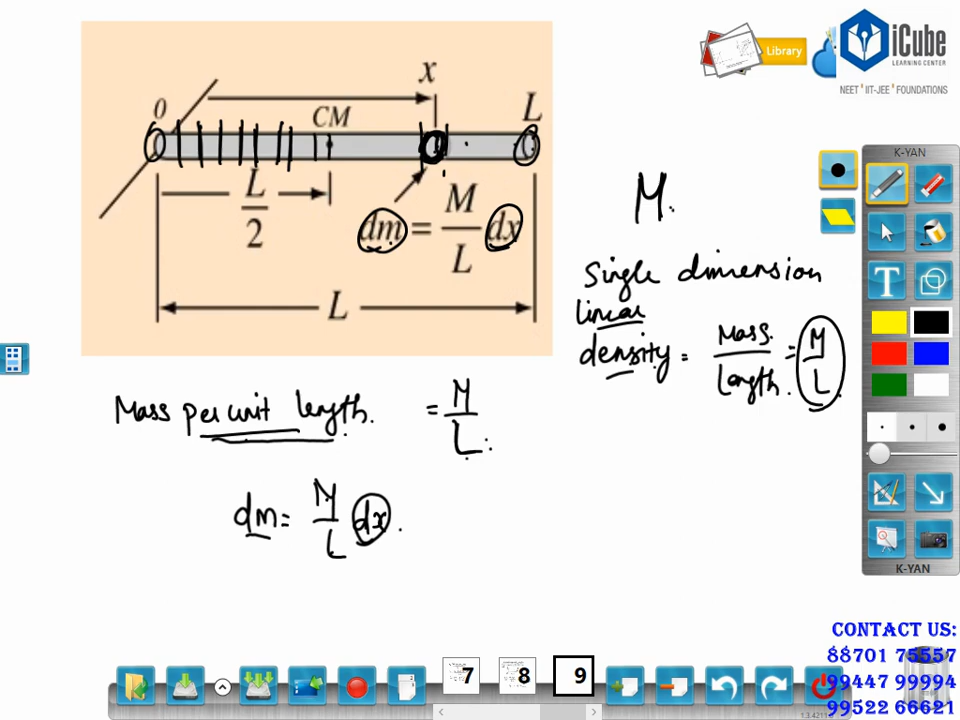 Library
iCube
LEARNING CENTER
NEET IIT-JEE FOUNDATIONS
x
0
CM
L
L/2
dm = M/L dx
L
M
Single dimension
linear
density = Mass/Length = M/L
Mass per unit length. = M/L
dm = M/L dx.
K-YAN
T
K-YAN
7
8
9
CONTACT US:
88701 75557
99447 99994
99522 66621